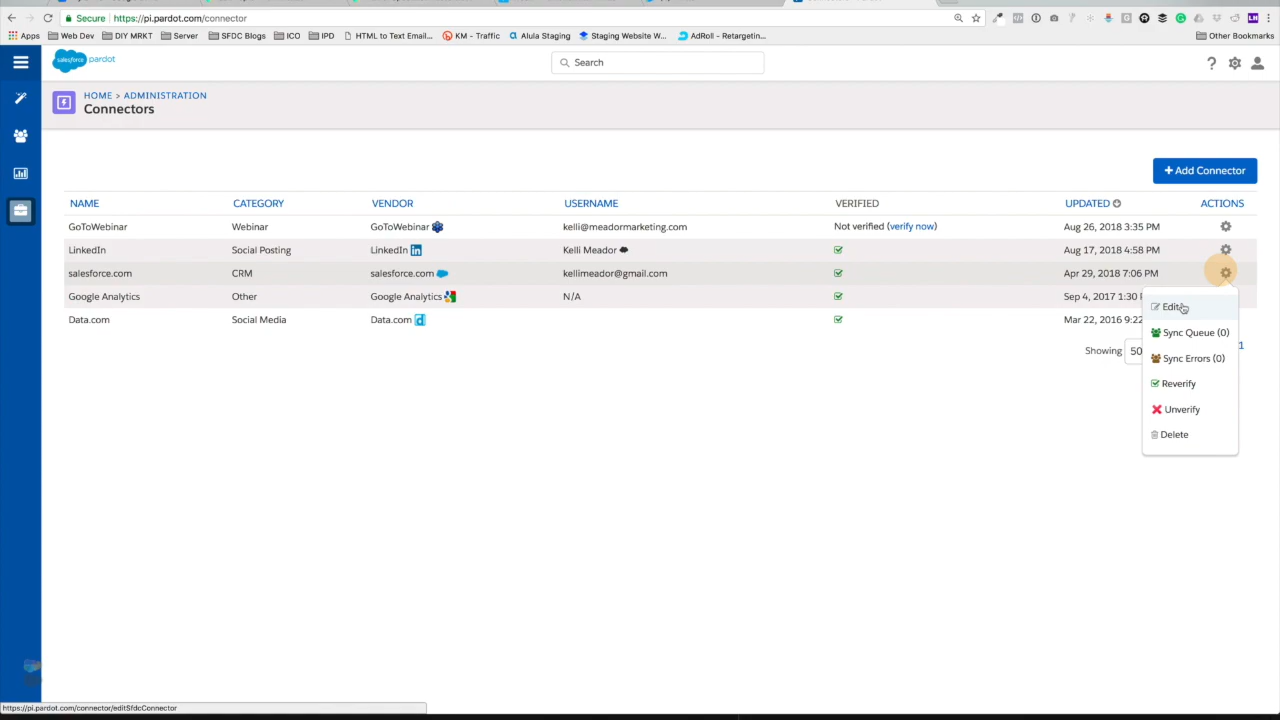 Secure https://pi.pardot.com/connector
Apps Web Dev DIY MRKT Server SFDC Blogs ICO IPD HTML to Text Email... KM - Traffic Alula Staging Staging Website W... AdRoll - Retargetin... Other Bookmarks
salesforce pardot
Search
HOME > ADMINISTRATION
Connectors
+ Add Connector
NAME CATEGORY VENDOR USERNAME VERIFIED UPDATED ACTIONS
GoToWebinar Webinar GoToWebinar kelli@meadormarketing.com Not verified (verify now) Aug 26, 2018 3:35 PM
LinkedIn Social Posting LinkedIn Kelli Meador Aug 17, 2018 4:58 PM
salesforce.com CRM salesforce.com kellimeador@gmail.com Apr 29, 2018 7:06 PM
Google Analytics Other Google Analytics N/A Sep 4, 2017 1:30
Data.com Social Media Data.com Mar 22, 2016 9:22
Showing 50 1
Edit
Sync Queue (0)
Sync Errors (0)
Reverify
Unverify
Delete
https://pi.pardot.com/connector/editSfdcConnector